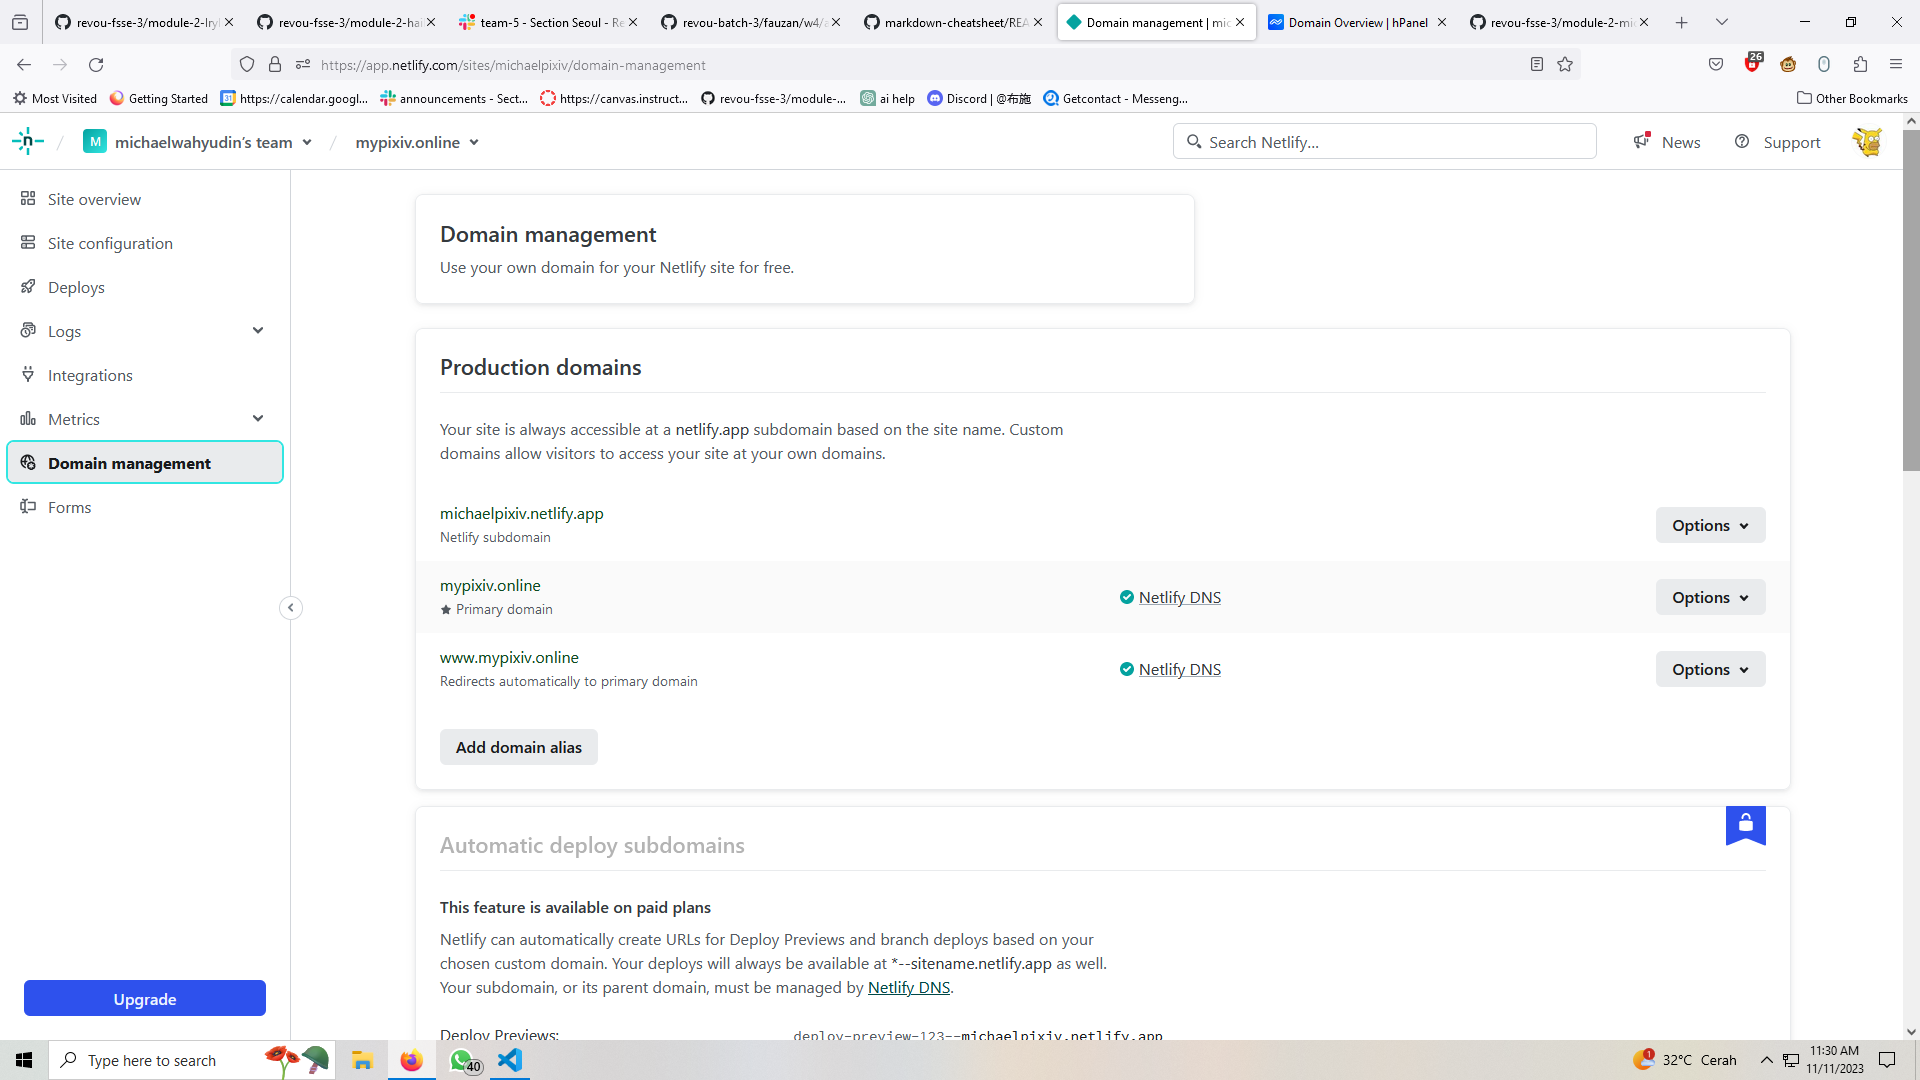 revou-fsse-3/module-2-lryl
revou-fsse-3/module-2-hai
team-5 - Section Seoul - Re
revou-batch-3/fauzan/w4/a
markdown-cheatsheet/REA
Domain management | mic
Domain Overview | hPanel
revou-fsse-3/module-2-mic
https://app.netlify.com/sites/michaelpixiv/domain-management
26
Most Visited
Getting Started
https://calendar.googl...
announcements - Sect...
https://canvas.instruct...
revou-fsse-3/module-...
ai help
Discord | @布施
Getcontact - Messeng...
Other Bookmarks
M
michaelwahyudin's team
mypixiv.online
Search Netlify...
News
Support
Site overview
Site configuration
Deploys
Logs
Integrations
Metrics
Domain management
Forms
Upgrade
Domain management
Use your own domain for your Netlify site for free.
Production domains
Your site is always accessible at a netlify.app subdomain based on the site name. Custom
domains allow visitors to access your site at your own domains.
michaelpixiv.netlify.app
Netlify subdomain
Options
mypixiv.online
Primary domain
Netlify DNS
Options
www.mypixiv.online
Redirects automatically to primary domain
Netlify DNS
Options
Add domain alias
Automatic deploy subdomains
This feature is available on paid plans
Netlify can automatically create URLs for Deploy Previews and branch deploys based on your
chosen custom domain. Your deploys will always be available at *--sitename.netlify.app as well.
Your subdomain, or its parent domain, must be managed by Netlify DNS.
Deploy Previews:
deploy-preview-123--michaelpixiv.netlify.app
Type here to search
40
1
32°C Cerah
11:30 AM
11/11/2023